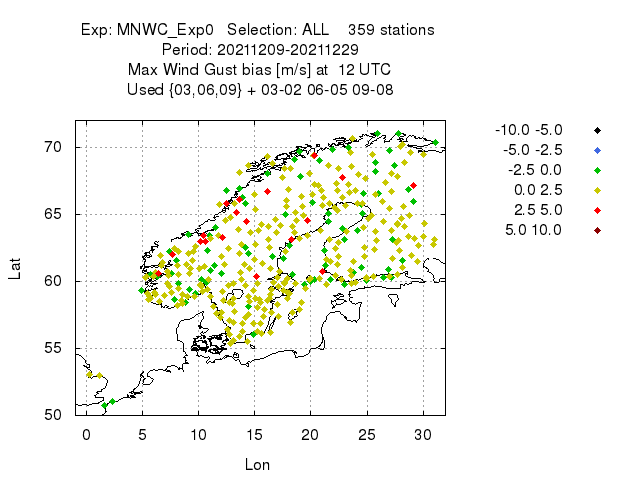 Exp: MNWC_Exp0   Selection: ALL    359 stations
Period: 20211209-20211229
Max Wind Gust bias [m/s] at  12 UTC
Used {03,06,09} + 03-02 06-05 09-08
-10.0 -5.0
-5.0 -2.5
-2.5 0.0
0.0 2.5
2.5 5.0
5.0 10.0
70
65
60
55
50
Lat
0 5 10 15 20 25 30
Lon